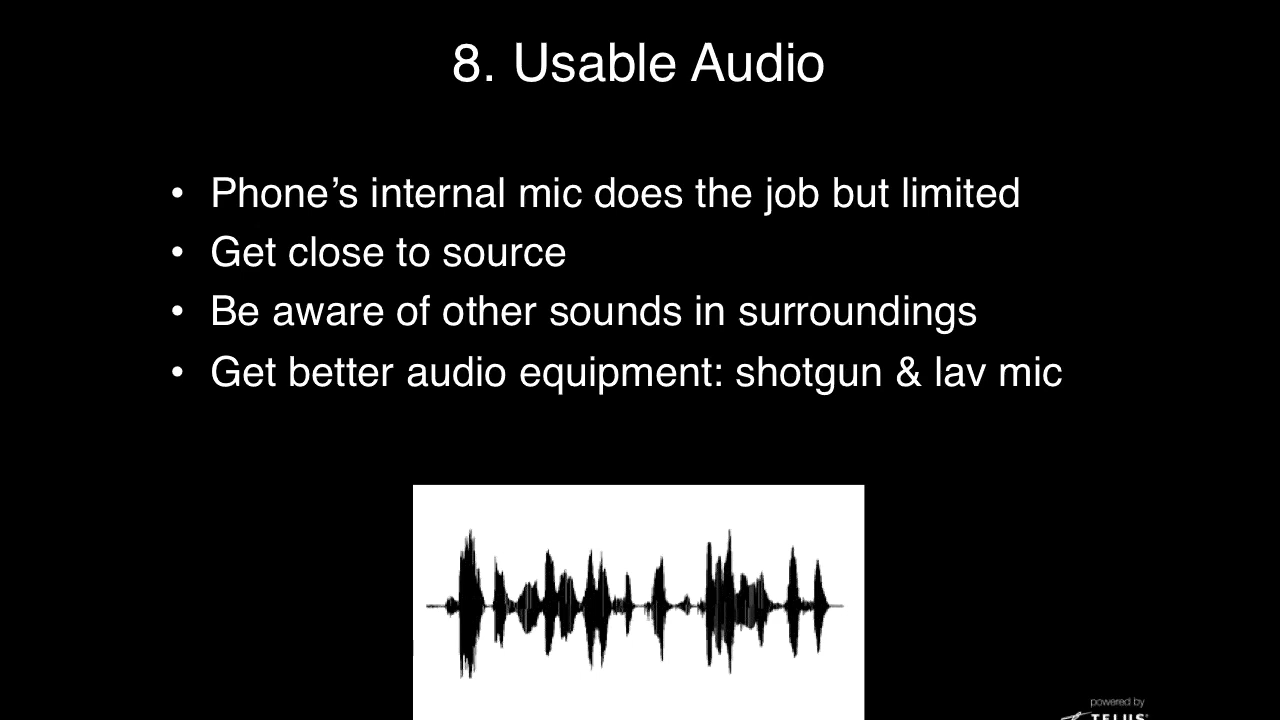 8. Usable Audio
• Phone’s internal mic does the job but limited
• Get close to source
• Be aware of other sounds in surroundings
• Get better audio equipment: shotgun & lav mic
powered by
TELUS